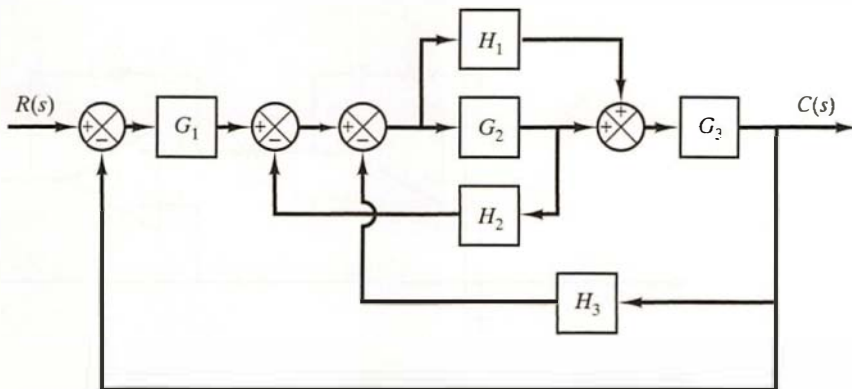 H₁
R(s)
C(s)
+
+
+
+
+
G₁
G₂
G₃
−
−
−
H₂
H₃